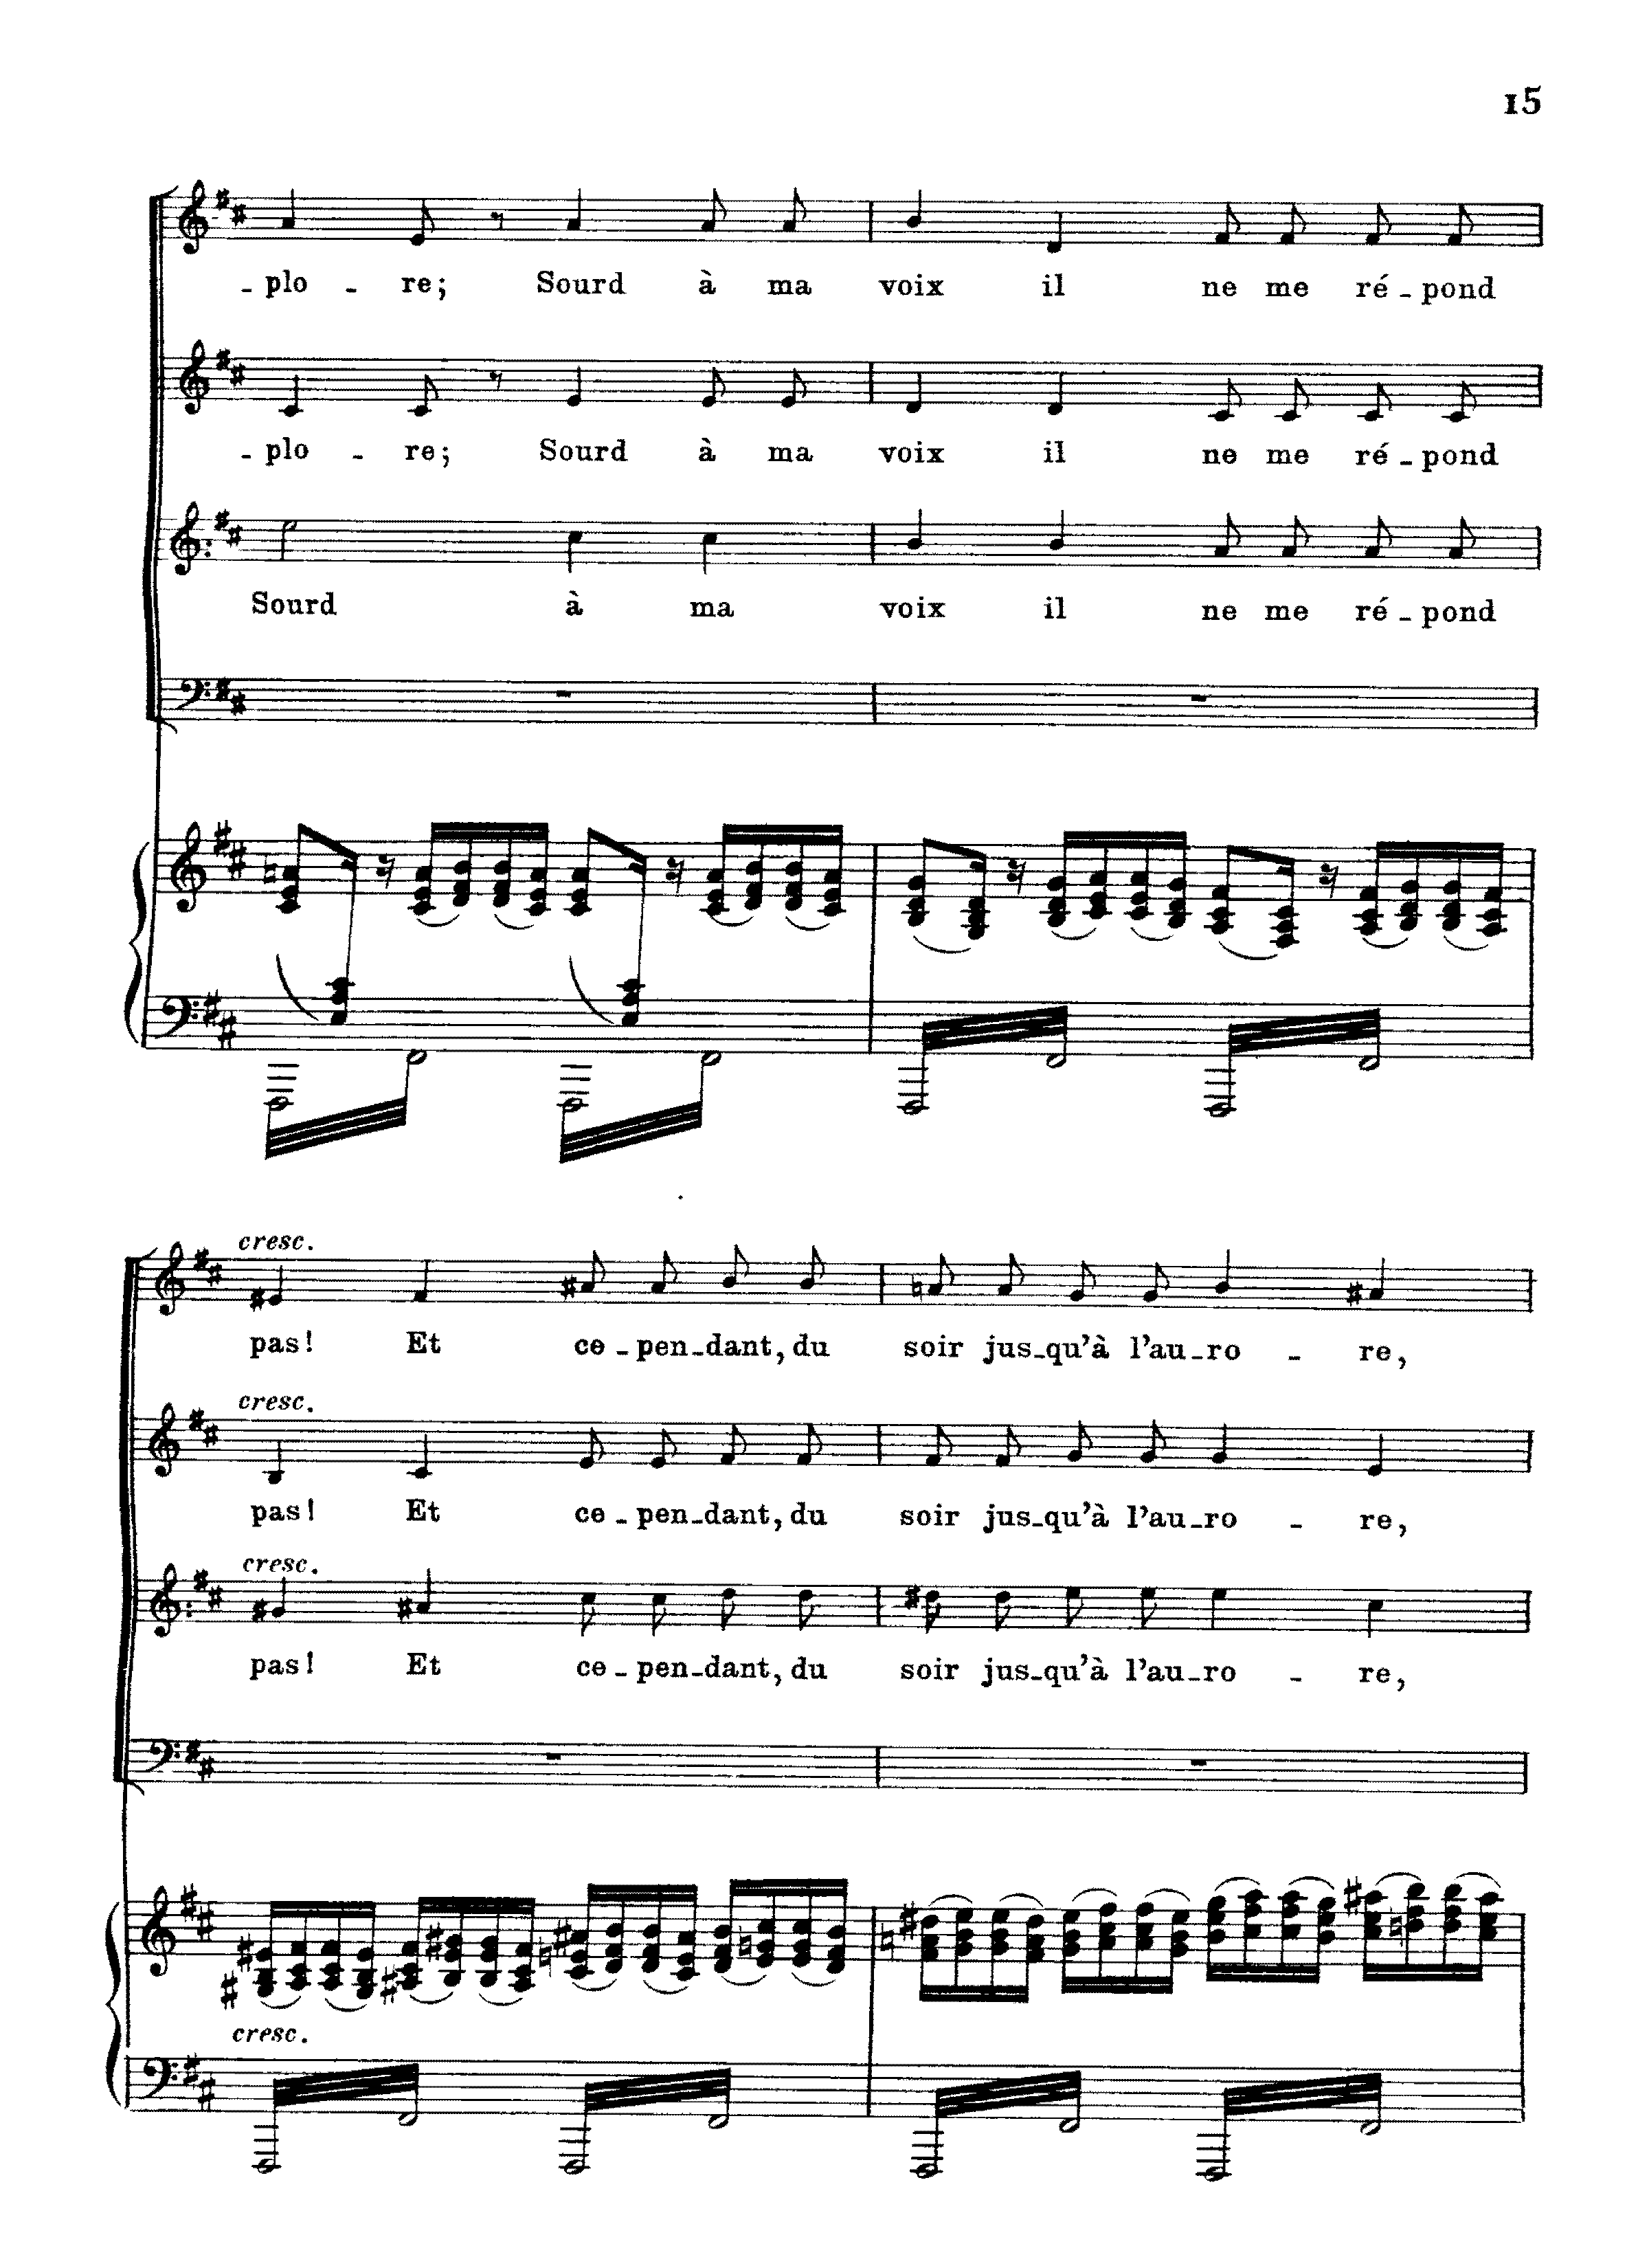 15
- plo - re; Sourd à ma voix il ne me ré - pond
- plo - re; Sourd à ma voix il ne me ré - pond
Sourd à ma voix il ne me ré - pond
cresc.
pas! Et ce - pen - dant, du soir jus - qu'à l'au - ro - re,
cresc.
pas! Et ce - pen - dant, du soir jus - qu'à l'au - ro - re,
cresc.
pas! Et ce - pen - dant, du soir jus - qu'à l'au - ro - re,
cresc.